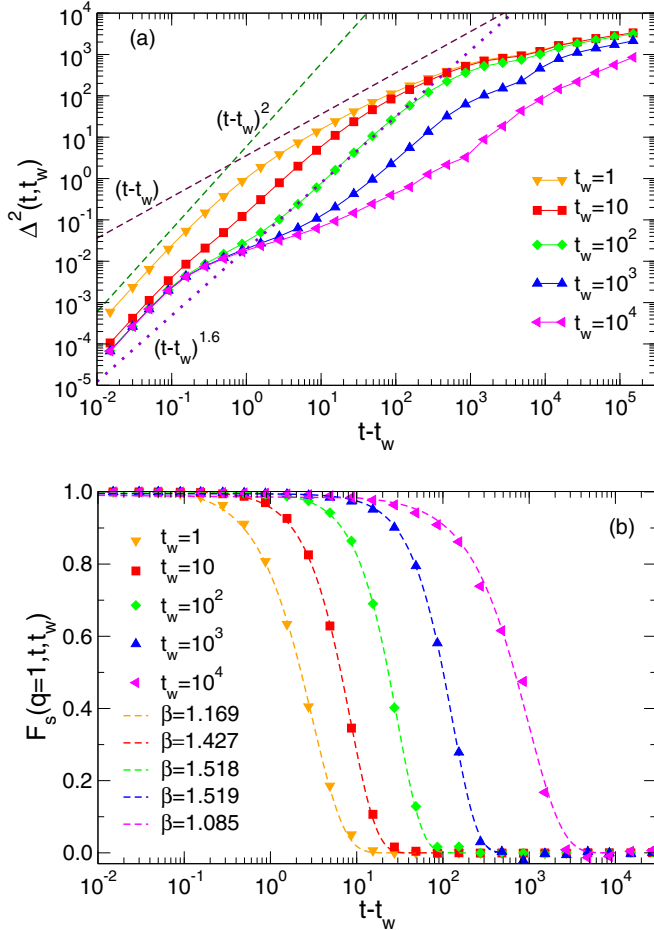 (a)
10^4
10^3
10^2
10^1
10^0
10^-1
10^-2
10^-3
10^-4
10^-5
Δ^2(t,t_w)
(t-t_w)^2
(t-t_w)
(t-t_w)^1.6
t_w=1
t_w=10
t_w=10^2
t_w=10^3
t_w=10^4
10^-2 10^-1 10^0 10^1 10^2 10^3 10^4 10^5
t-t_w
(b)
1.0
0.8
0.6
0.4
0.2
0.0
F_s(q=1,t,t_w)
t_w=1
t_w=10
t_w=10^2
t_w=10^3
t_w=10^4
β=1.169
β=1.427
β=1.518
β=1.519
β=1.085
10^-2 10^-1 10^0 10^1 10^2 10^3 10^4
t-t_w